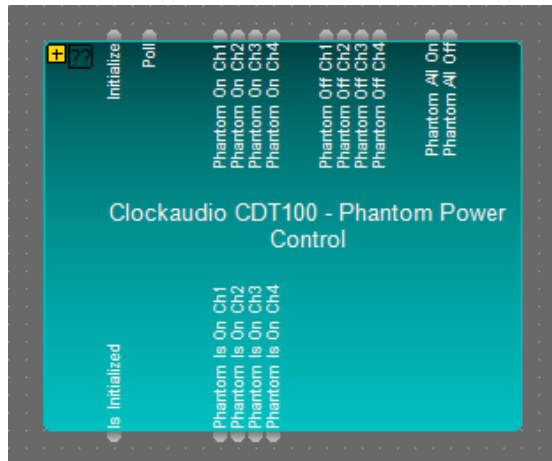 +
??
Initialize
Poll
Phantom On Ch1
Phantom On Ch2
Phantom On Ch3
Phantom On Ch4
Phantom Off Ch1
Phantom Off Ch2
Phantom Off Ch3
Phantom Off Ch4
Phantom All On
Phantom All Off
Clockaudio CDT100 - Phantom Power
Control
Is Initialized
Phantom Is On Ch1
Phantom Is On Ch2
Phantom Is On Ch3
Phantom Is On Ch4